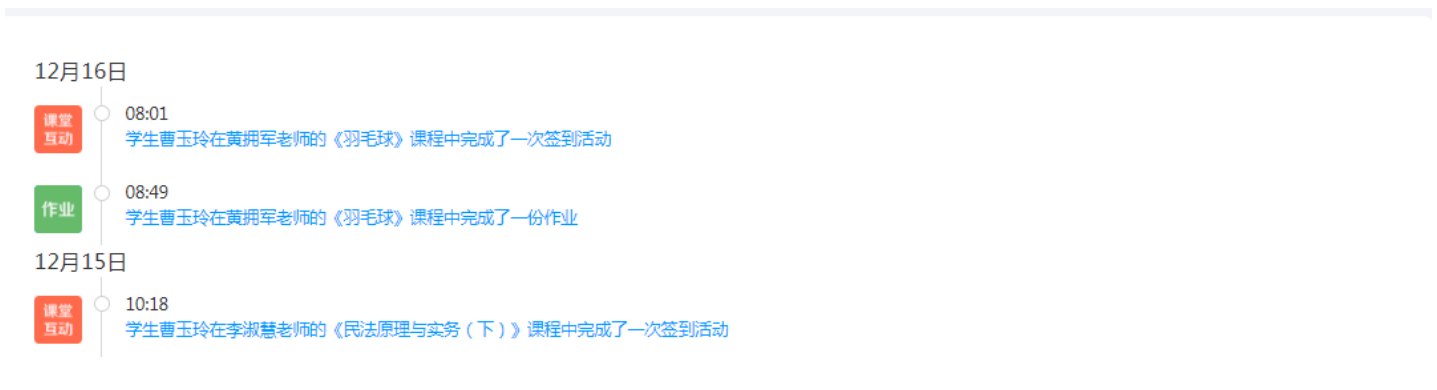 12月16日
课堂
互动
08:01
学生曹玉玲在黄拥军老师的《羽毛球》课程中完成了一次签到活动
作业
08:49
学生曹玉玲在黄拥军老师的《羽毛球》课程中完成了一份作业
12月15日
课堂
互动
10:18
学生曹玉玲在李淑慧老师的《民法原理与实务（下）》课程中完成了一次签到活动